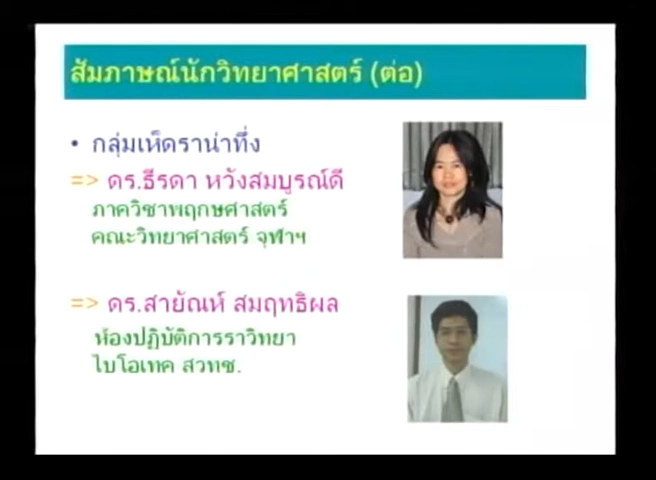 สัมภาษณ์นักวิทยาศาสตร์ (ต่อ)
• กลุ่มเห็ดราน่าทึ่ง
=> ดร.ธีรดา หวังสมบูรณ์ดี
ภาควิชาพฤกษศาสตร์
คณะวิทยาศาสตร์ จุฬาฯ
=> ดร.สายัณห์ สมฤทธิผล
ห้องปฏิบัติการราวิทยา
ไบโอเทค สวทช.